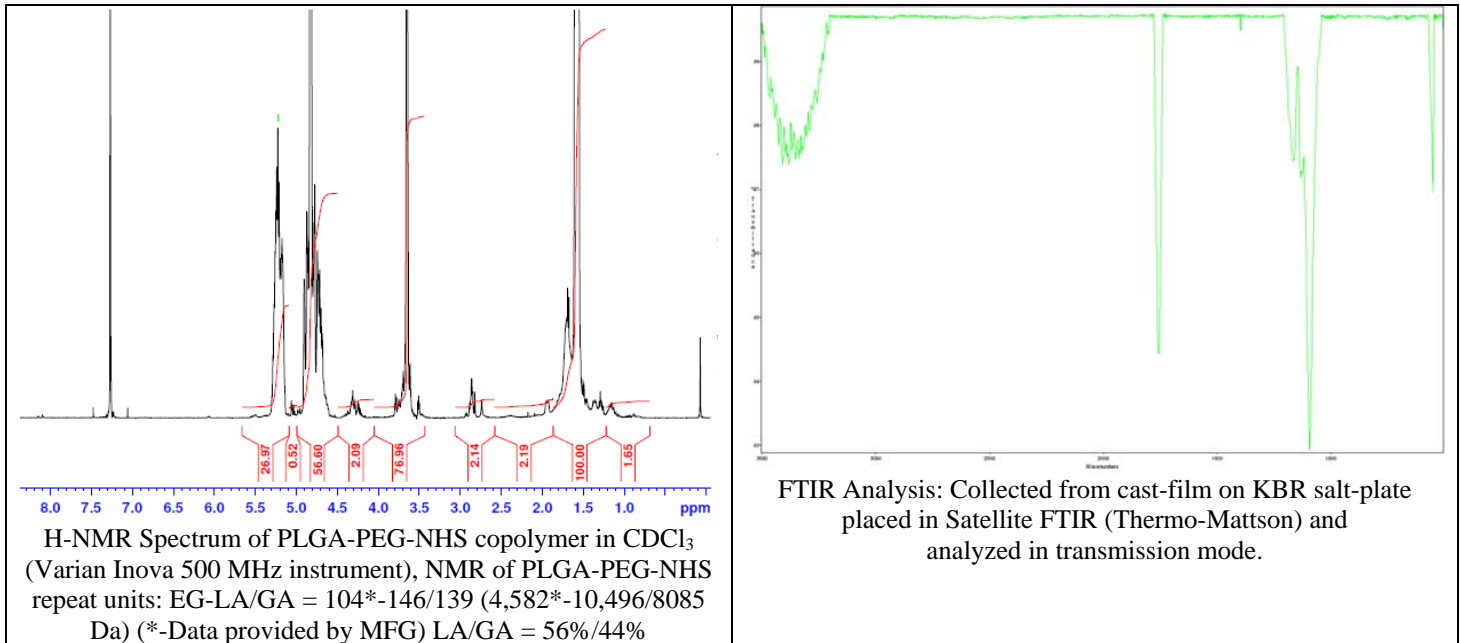 26.97
0.52
56.60
2.09
76.96
2.14
2.19
100.00
1.65
8.0 7.5 7.0 6.5 6.0 5.5 5.0 4.5 4.0 3.5 3.0 2.5 2.0 1.5 1.0 ppm
H-NMR Spectrum of PLGA-PEG-NHS copolymer in CDCl₃
(Varian Inova 500 MHz instrument), NMR of PLGA-PEG-NHS
repeat units: EG-LA/GA = 104*-146/139 (4,582*-10,496/8085
Da) (*-Data provided by MFG) LA/GA = 56%/44%
Transmittance
Wavenumbers
FTIR Analysis: Collected from cast-film on KBR salt-plate
placed in Satellite FTIR (Thermo-Mattson) and
analyzed in transmission mode.